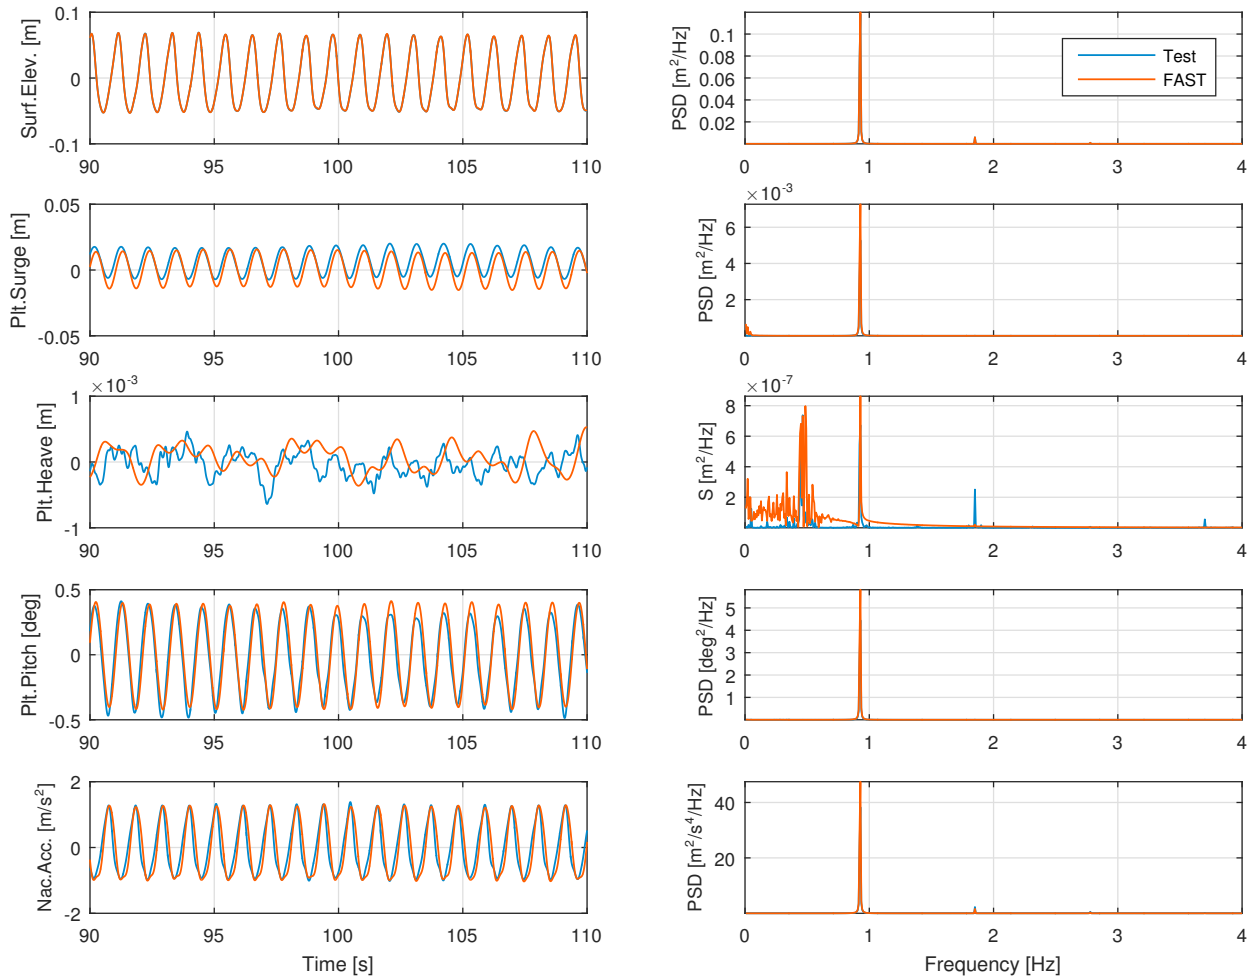 0.1
0
-0.1
Surf.Elev. [m]
90 95 100 105 110
0.1
0.08
0.06
0.04
0.02
PSD [m²/Hz]
Test
FAST
0 1 2 3 4
0.05
0
-0.05
Plt.Surge [m]
90 95 100 105 110
×10⁻³
6
4
2
PSD [m²/Hz]
0 1 2 3 4
×10⁻³
1
0
-1
Plt.Heave [m]
90 95 100 105 110
×10⁻⁷
8
6
4
2
S [m²/Hz]
0 1 2 3 4
0.5
0
-0.5
Plt.Pitch [deg]
90 95 100 105 110
5
4
3
2
1
PSD [deg²/Hz]
0 1 2 3 4
2
0
-2
Nac.Acc. [m/s²]
90 95 100 105 110
Time [s]
40
20
PSD [m²/s⁴/Hz]
0 1 2 3 4
Frequency [Hz]